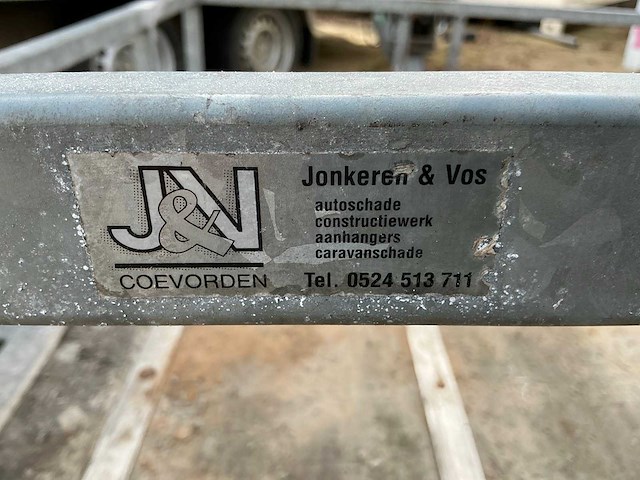 J&V
COEVORDEN
Jonkeren & Vos
autoschade
constructiewerk
aanhangers
caravanschade
Tel. 0524 513 711